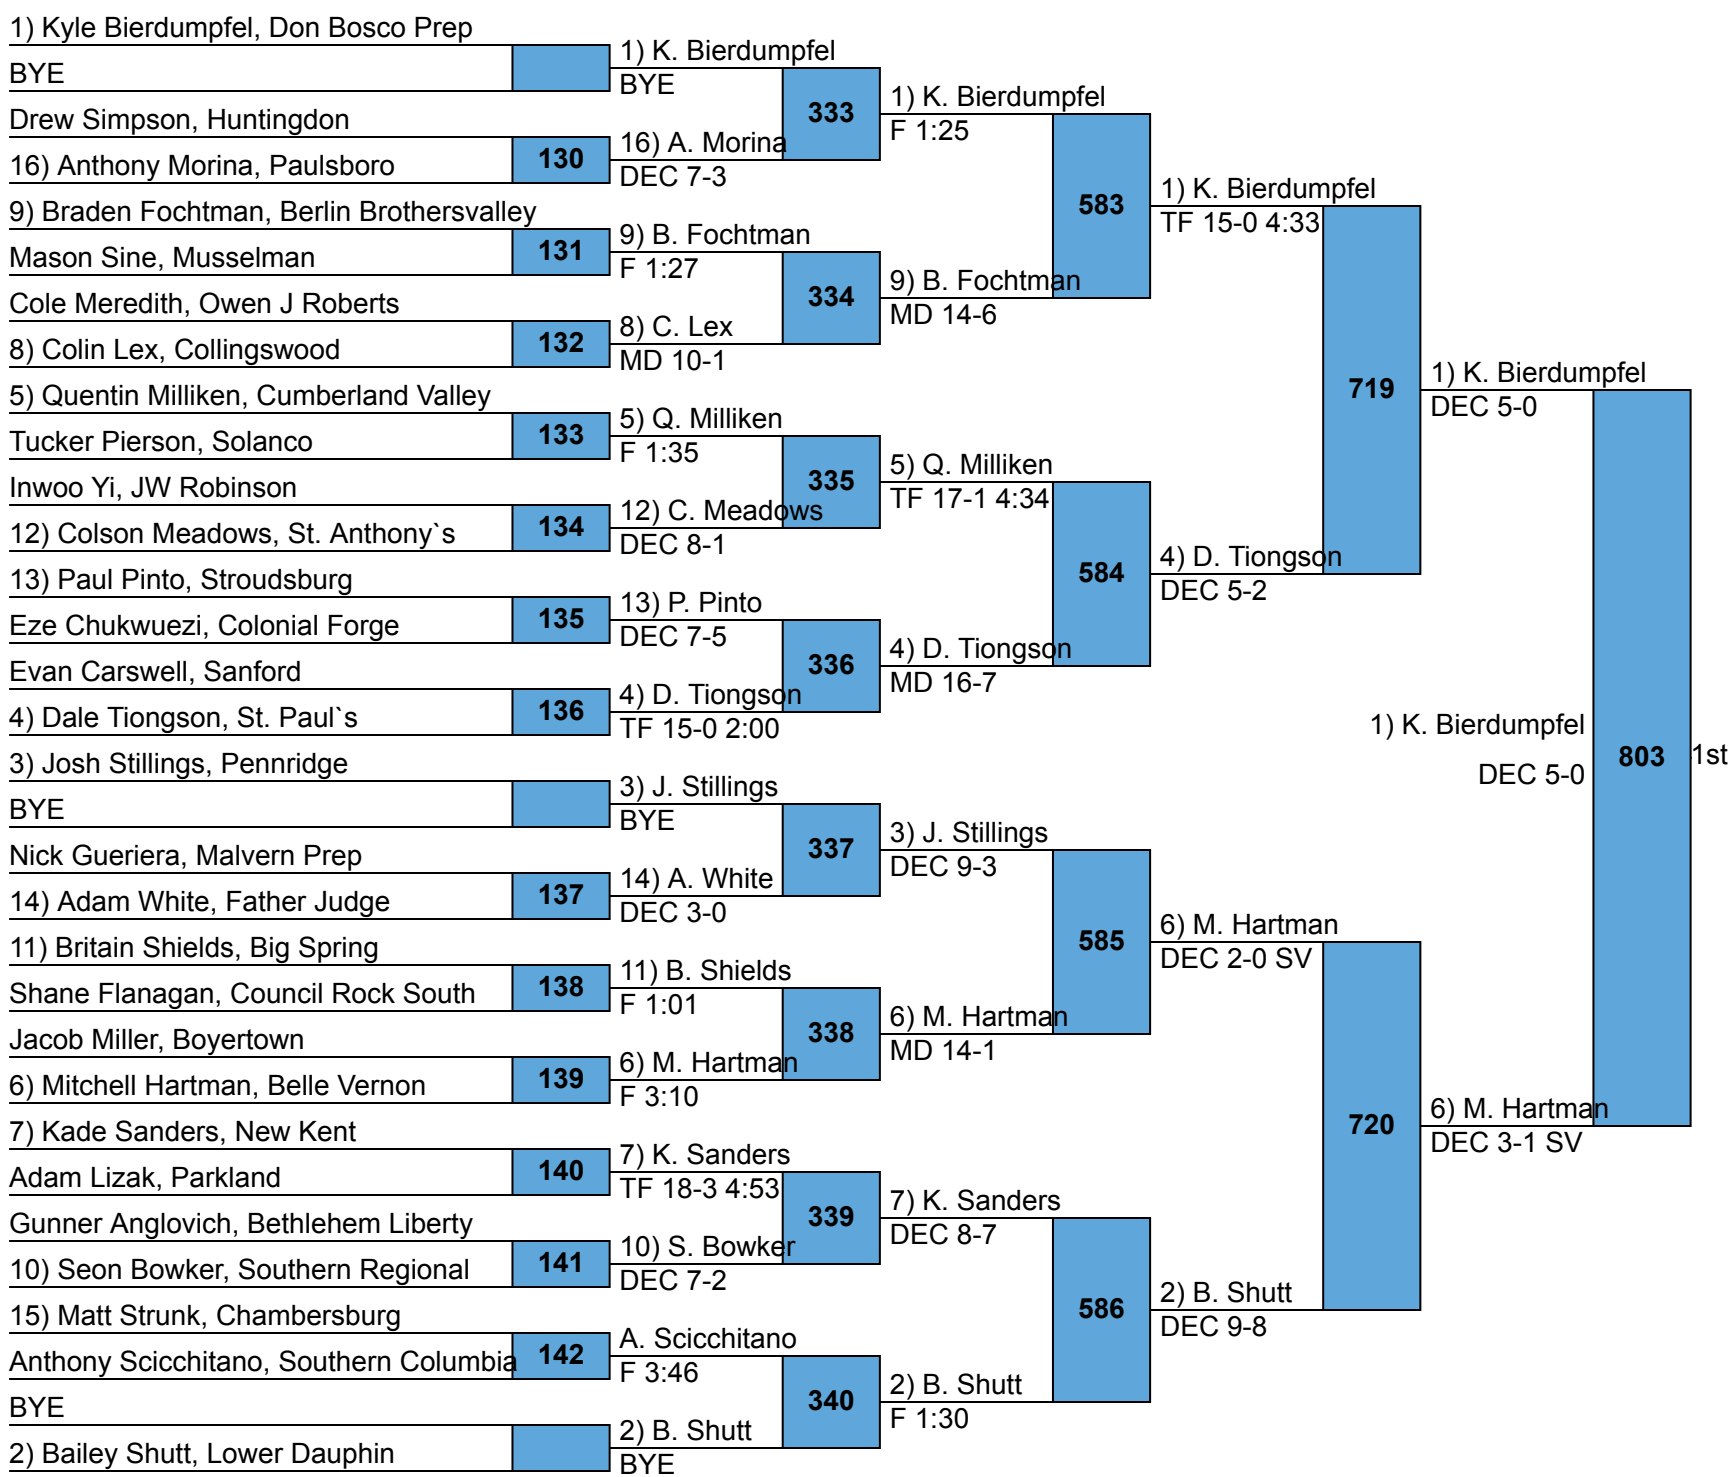 1) Kyle Bierdumpfel, Don Bosco Prep
BYE
Drew Simpson, Huntingdon
130
16) Anthony Morina, Paulsboro
9) Braden Fochtman, Berlin Brothersvalley
131
Mason Sine, Musselman
Cole Meredith, Owen J Roberts
132
8) Colin Lex, Collingswood
5) Quentin Milliken, Cumberland Valley
133
Tucker Pierson, Solanco
Inwoo Yi, JW Robinson
134
12) Colson Meadows, St. Anthony`s
13) Paul Pinto, Stroudsburg
135
Eze Chukwuezi, Colonial Forge
Evan Carswell, Sanford
136
4) Dale Tiongson, St. Paul`s
3) Josh Stillings, Pennridge
BYE
Nick Gueriera, Malvern Prep
137
14) Adam White, Father Judge
11) Britain Shields, Big Spring
138
Shane Flanagan, Council Rock South
Jacob Miller, Boyertown
139
6) Mitchell Hartman, Belle Vernon
7) Kade Sanders, New Kent
140
Adam Lizak, Parkland
Gunner Anglovich, Bethlehem Liberty
141
10) Seon Bowker, Southern Regional
15) Matt Strunk, Chambersburg
142
Anthony Scicchitano, Southern Columbia
BYE
2) Bailey Shutt, Lower Dauphin
1) K. Bierdumpfel
BYE
333
16) A. Morina
DEC 7-3
9) B. Fochtman
F 1:27
334
8) C. Lex
MD 10-1
5) Q. Milliken
F 1:35
335
12) C. Meadows
DEC 8-1
13) P. Pinto
DEC 7-5
336
4) D. Tiongson
TF 15-0 2:00
3) J. Stillings
BYE
337
14) A. White
DEC 3-0
11) B. Shields
F 1:01
338
6) M. Hartman
F 3:10
7) K. Sanders
TF 18-3 4:53
339
10) S. Bowker
DEC 7-2
A. Scicchitano
F 3:46
340
2) B. Shutt
BYE
1) K. Bierdumpfel
F 1:25
583
9) B. Fochtman
MD 14-6
5) Q. Milliken
TF 17-1 4:34
584
4) D. Tiongson
MD 16-7
3) J. Stillings
DEC 9-3
585
6) M. Hartman
MD 14-1
7) K. Sanders
DEC 8-7
586
2) B. Shutt
F 1:30
1) K. Bierdumpfel
TF 15-0 4:33
719
4) D. Tiongson
DEC 5-2
6) M. Hartman
DEC 2-0 SV
720
2) B. Shutt
DEC 9-8
1) K. Bierdumpfel
DEC 5-0
6) M. Hartman
DEC 3-1 SV
1) K. Bierdumpfel
DEC 5-0
803
1st